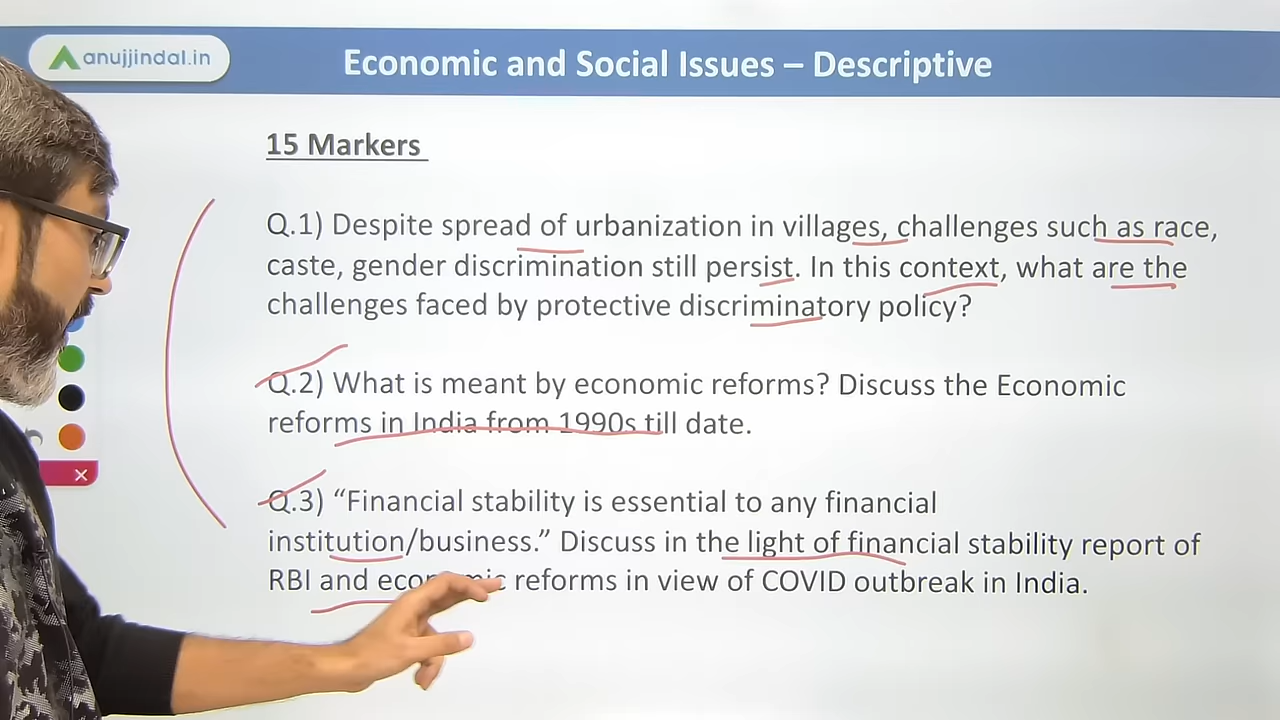 anujjindal.in
Economic and Social Issues – Descriptive
15 Markers
Q.1) Despite spread of urbanization in villages, challenges such as race,
caste, gender discrimination still persist. In this context, what are the
challenges faced by protective discriminatory policy?
Q.2) What is meant by economic reforms? Discuss the Economic
reforms in India from 1990s till date.
Q.3) “Financial stability is essential to any financial
institution/business.” Discuss in the light of financial stability report of
RBI and economic reforms in view of COVID outbreak in India.